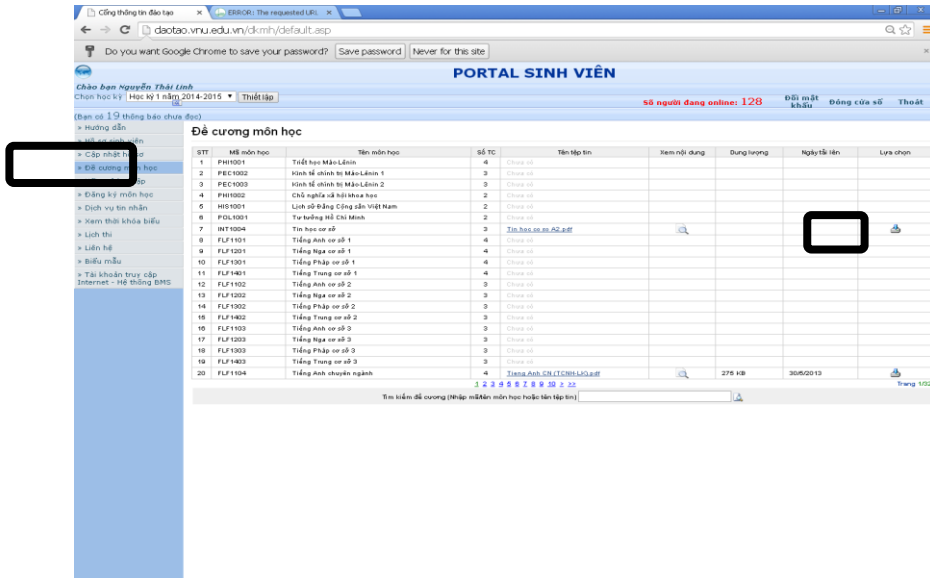 Cổng thông tin đào tạo
ERROR: The requested URL
daotao.vnu.edu.vn/dkmh/default.asp
Do you want Google Chrome to save your password? Save password Never for this site
PORTAL SINH VIÊN
Chào bạn Nguyễn Thái Linh
Chọn học kỳ Học kỳ 1 năm 2014-2015 Thiết lập
Số người đang online: 128 Đổi mật khẩu Đóng cửa sổ Thoát
(Bạn có 19 thông báo chưa đọc)
» Hướng dẫn
» Hồ sơ sinh viên
» Cập nhật hồ sơ
» Đề cương môn học
» Đăng ký môn học
» Dịch vụ tin nhắn
» Xem thời khóa biểu
» Lịch thi
» Liên hệ
» Biểu mẫu
» Tài khoản truy cập
Internet - Hệ thống BMS
Đề cương môn học
STT Mã môn học Tên môn học Số TC Tên tệp tin Xem nội dung Dung lượng Ngày tải lên Lựa chọn
1 PHI1001 Triết học Mác-Lênin 4 Chưa có
2 PEC1002 Kinh tế chính trị Mác-Lênin 1 3 Chưa có
3 PEC1003 Kinh tế chính trị Mác-Lênin 2 3 Chưa có
4 PHI1002 Chủ nghĩa xã hội khoa học 2 Chưa có
5 HIS1001 Lịch sử Đảng Cộng sản Việt Nam 2 Chưa có
6 POL1001 Tư tưởng Hồ Chí Minh 2 Chưa có
7 INT1004 Tin học cơ sở 3 Tin hoc co so A2.pdf
8 FLF1101 Tiếng Anh cơ sở 1 4 Chưa có
9 FLF1201 Tiếng Nga cơ sở 1 4 Chưa có
10 FLF1301 Tiếng Pháp cơ sở 1 4 Chưa có
11 FLF1401 Tiếng Trung cơ sở 1 4 Chưa có
12 FLF1102 Tiếng Anh cơ sở 2 3 Chưa có
13 FLF1202 Tiếng Nga cơ sở 2 3 Chưa có
14 FLF1302 Tiếng Pháp cơ sở 2 3 Chưa có
15 FLF1402 Tiếng Trung cơ sở 2 3 Chưa có
16 FLF1103 Tiếng Anh cơ sở 3 3 Chưa có
17 FLF1203 Tiếng Nga cơ sở 3 3 Chưa có
18 FLF1303 Tiếng Pháp cơ sở 3 3 Chưa có
19 FLF1403 Tiếng Trung cơ sở 3 3 Chưa có
20 FLF1104 Tiếng Anh chuyên ngành 4 Tieng Anh CN (TCNH-LH).pdf 275 KB 30/5/2013
1 2 3 4 5 6 7 8 9 10 > >> Trang 1/32
Tìm kiếm đề cương (Nhập mã/tên môn học hoặc tên tệp tin)